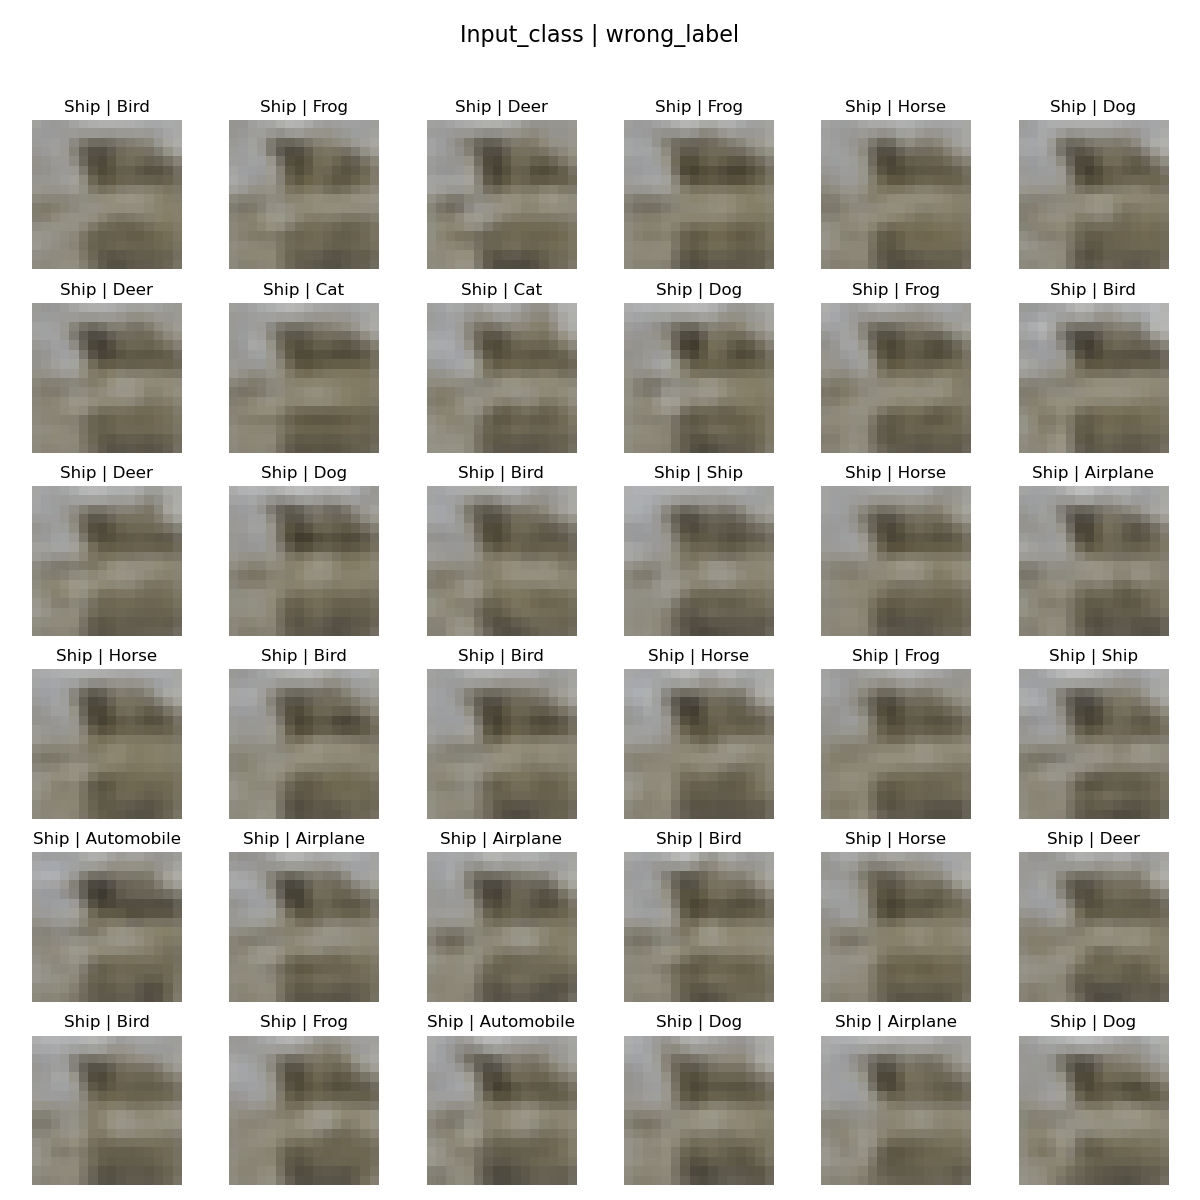 Input_class | wrong_label
Ship | Bird
Ship | Frog
Ship | Deer
Ship | Frog
Ship | Horse
Ship | Dog
Ship | Deer
Ship | Cat
Ship | Cat
Ship | Dog
Ship | Frog
Ship | Bird
Ship | Deer
Ship | Dog
Ship | Bird
Ship | Ship
Ship | Horse
Ship | Airplane
Ship | Horse
Ship | Bird
Ship | Bird
Ship | Horse
Ship | Frog
Ship | Ship
Ship | Automobile
Ship | Airplane
Ship | Airplane
Ship | Bird
Ship | Horse
Ship | Deer
Ship | Bird
Ship | Frog
Ship | Automobile
Ship | Dog
Ship | Airplane
Ship | Dog